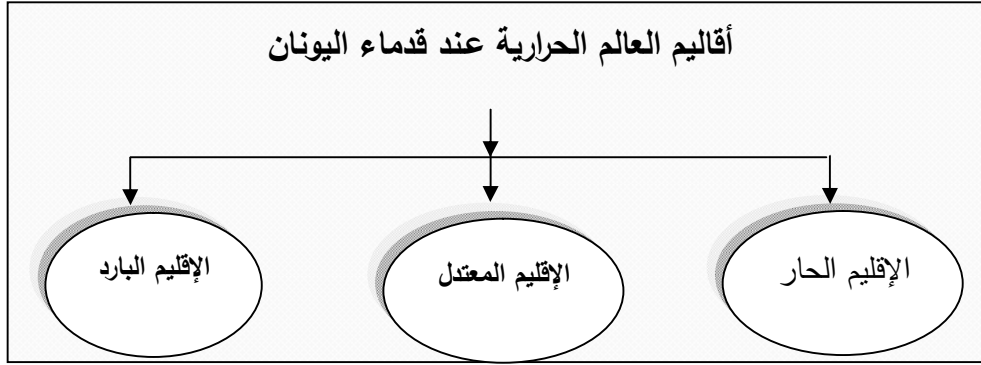 أقاليم العالم الحرارية عند قدماء اليونان
الإقليم الحار
الإقليم المعتدل
الإقليم البارد